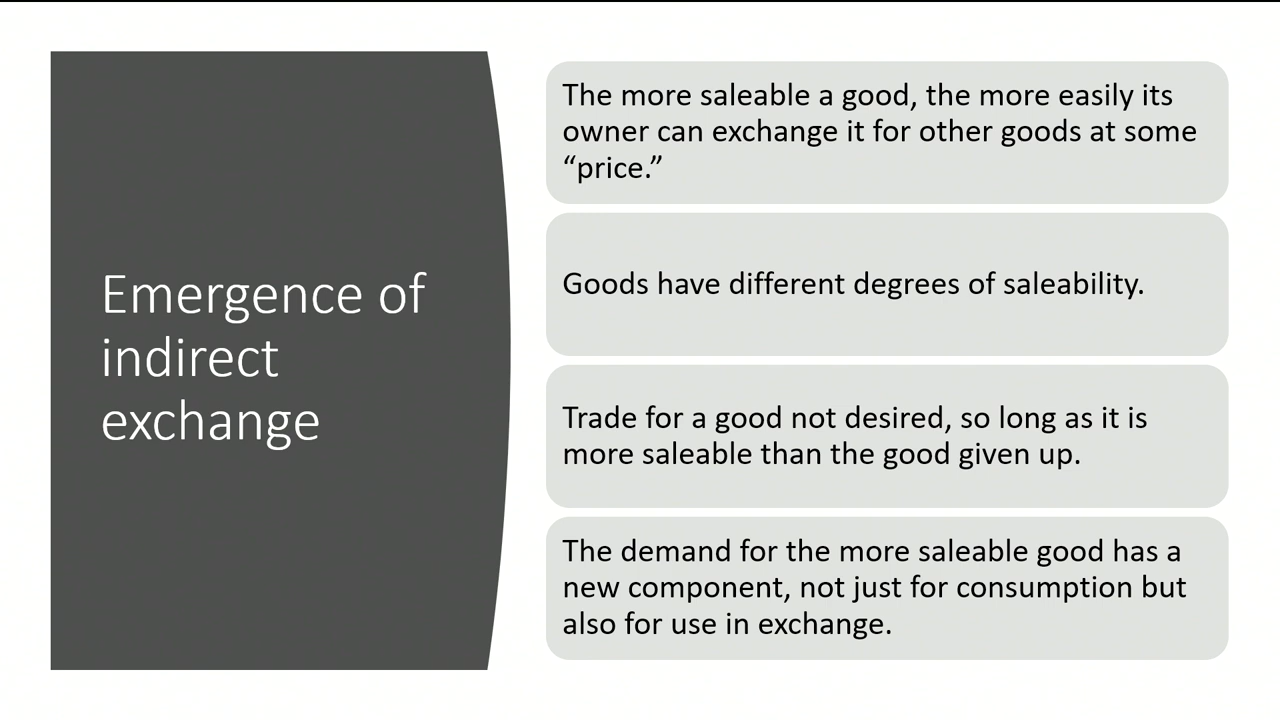 Emergence of
indirect
exchange
The more saleable a good, the more easily its
owner can exchange it for other goods at some
“price.”
Goods have different degrees of saleability.
Trade for a good not desired, so long as it is
more saleable than the good given up.
The demand for the more saleable good has a
new component, not just for consumption but
also for use in exchange.